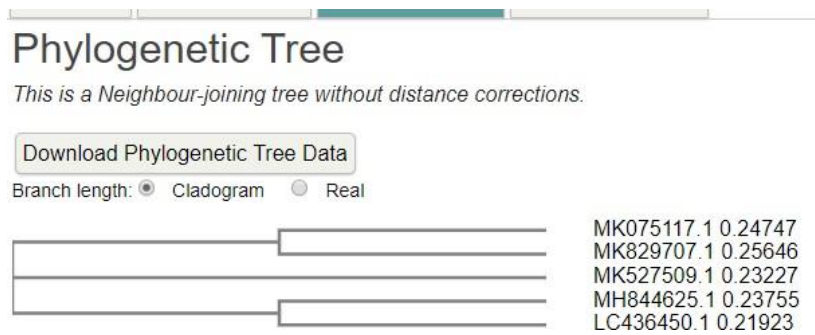 Phylogenetic Tree
This is a Neighbour-joining tree without distance corrections.
Download Phylogenetic Tree Data
Branch length: Cladogram Real
MK075117.1 0.24747
MK829707.1 0.25646
MK527509.1 0.23227
MH844625.1 0.23755
LC436450.1 0.21923